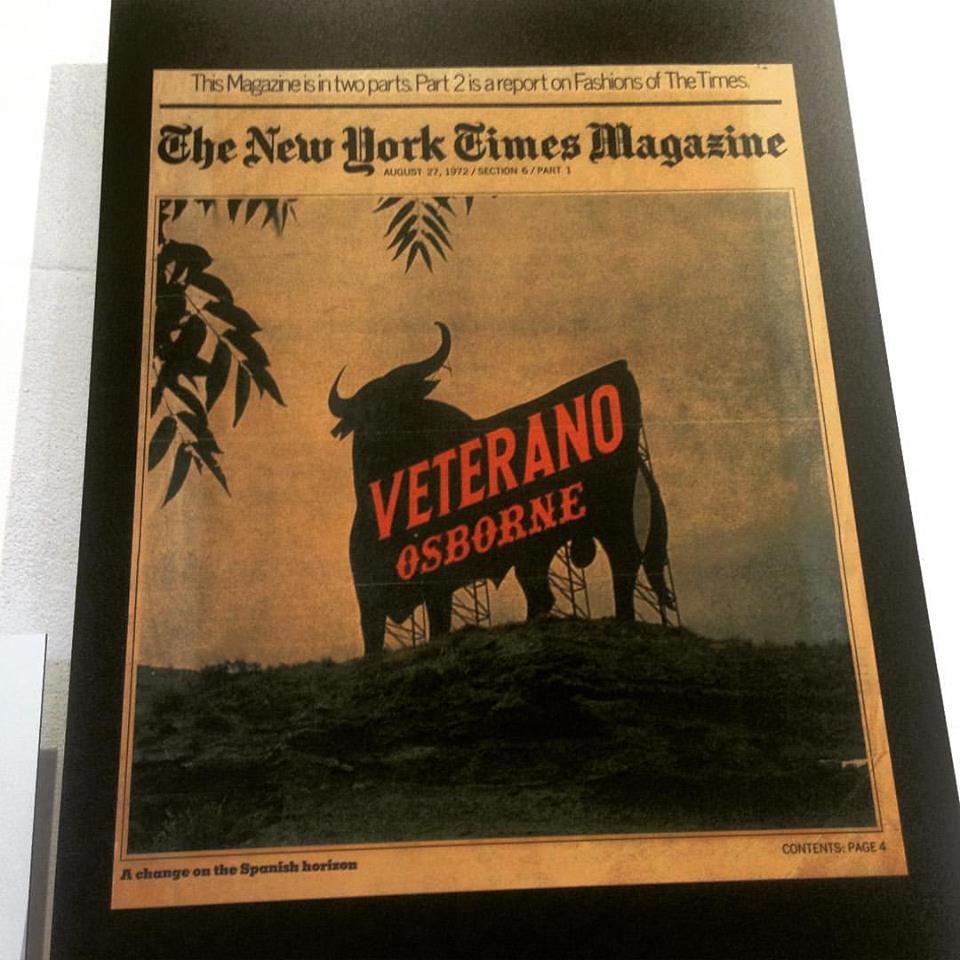 This Magazine is in two parts. Part 2 is a report on Fashions of The Times.
The New York Times Magazine
AUGUST 27, 1972 / SECTION 6 / PART 1
VETERANO
OSBORNE
CONTENTS: PAGE 4
A change on the Spanish horizon